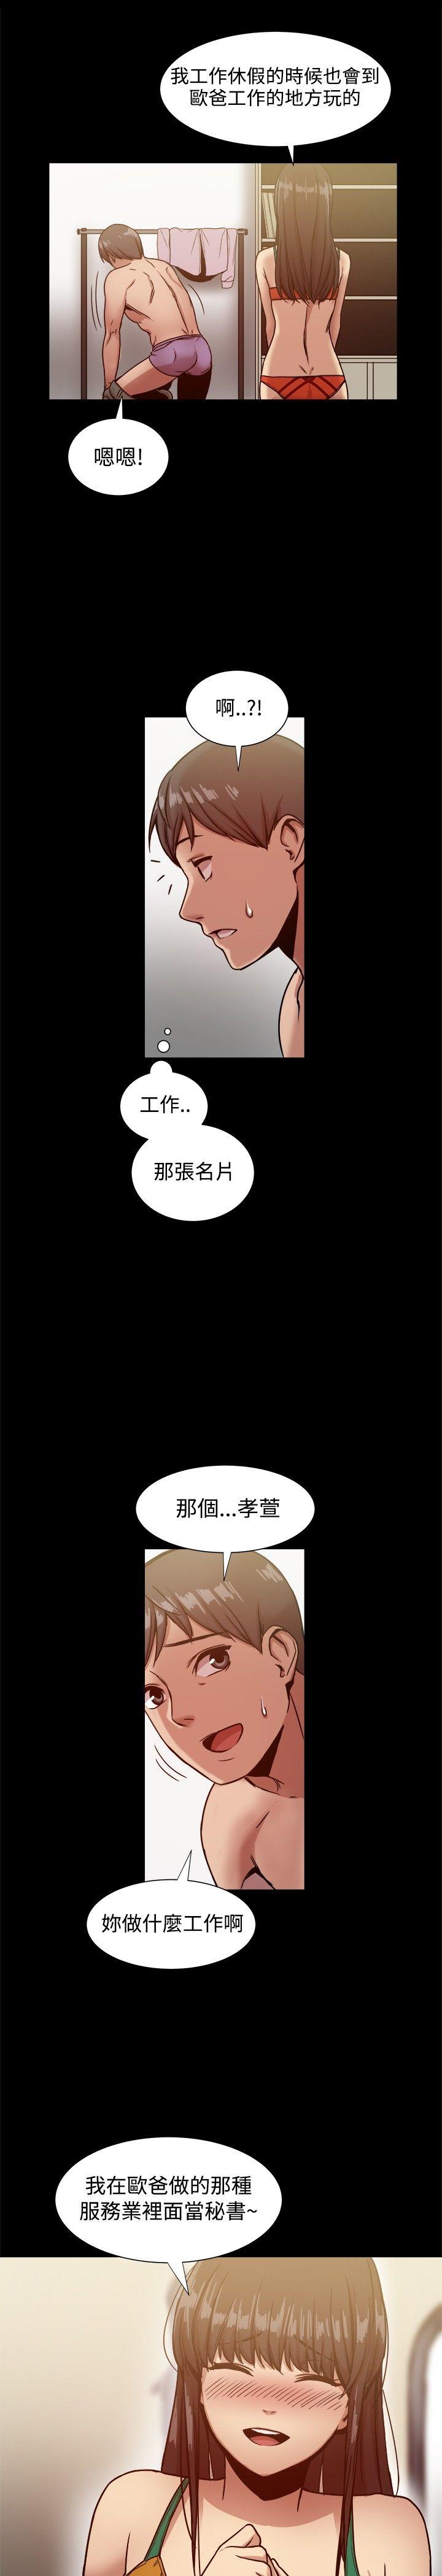 我工作休假的時候也會到
歐爸工作的地方玩的
嗯嗯!
啊..?!
工作..
那張名片
那個...孝萱
妳做什麼工作啊
我在歐爸做的那種
服務業裡面當秘書~